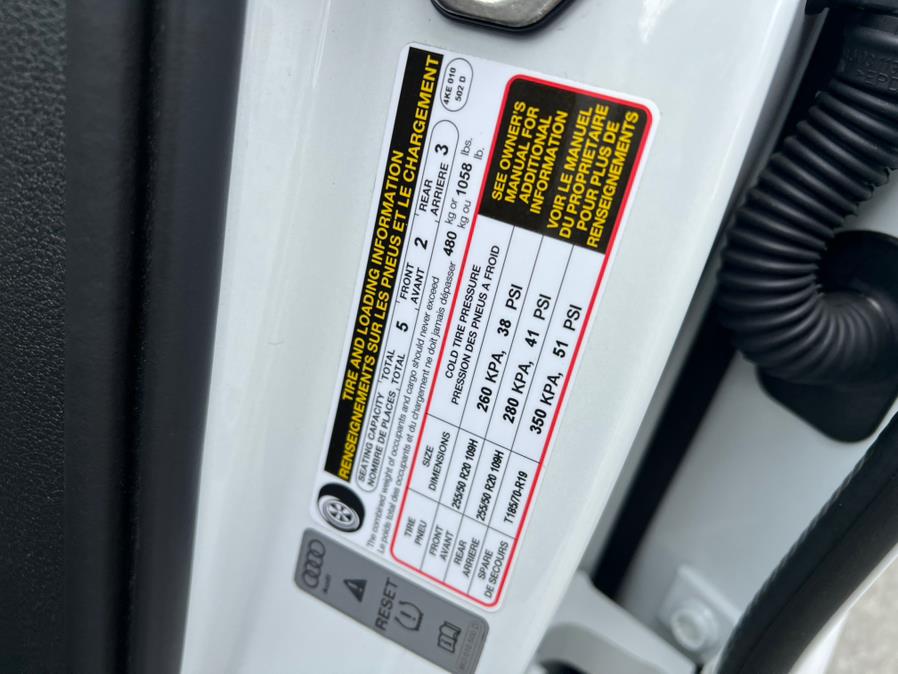 TIRE AND LOADING INFORMATION
RENSEIGNEMENTS SUR LES PNEUS ET LE CHARGEMENT
4KE 010
502 D
SEATING CAPACITY TOTAL 5 FRONT 2 REAR 3
NOMBRE DE PLACES, TOTAL AVANT ARRIERE
The combined weight of occupants and cargo should never exceed 480 kg or 1058 lbs.
Le poids total des occupants et du chargement ne doit jamais dépasser kg ou lb.
TIRE SIZE COLD TIRE PRESSURE
PNEU DIMENSIONS PRESSION DES PNEUS A FROID
FRONT 255/50 R20 109H 260 KPA, 38 PSI
AVANT
REAR 255/50 R20 109H 280 KPA, 41 PSI
ARRIERE
SPARE T185/70-R19 350 KPA, 51 PSI
DE SECOURS
SEE OWNER'S
MANUAL FOR
ADDITIONAL
INFORMATION
VOIR LE MANUEL
DU PROPRIETAIRE
POUR PLUS DE
RENSEIGNEMENTS
Audi
RESET